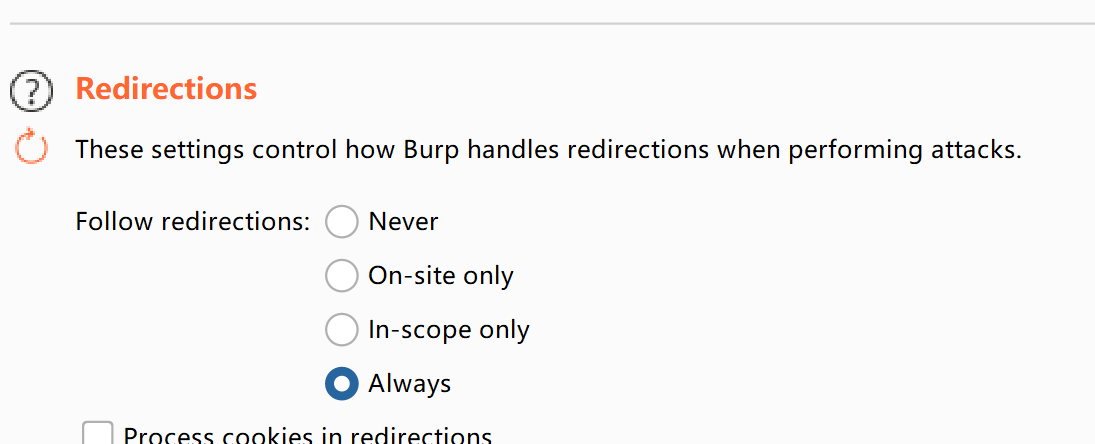 Redirections
These settings control how Burp handles redirections when performing attacks.
Follow redirections: Never
On-site only
In-scope only
Always
Process cookies in redirections